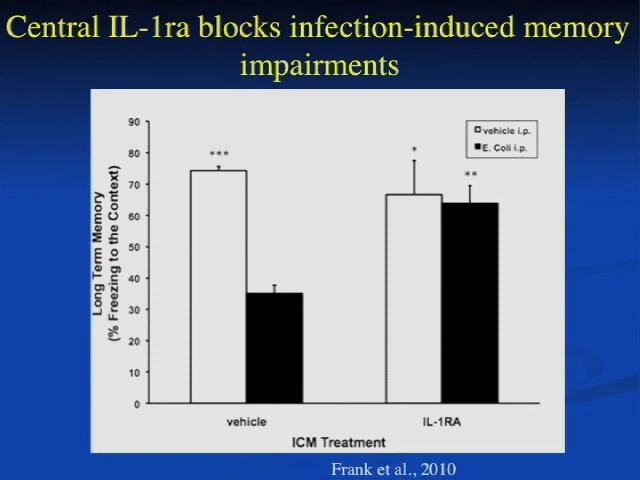 Central IL-1ra blocks infection-induced memory
impairments
Long Term Memory
(% Freezing to the Context)
90
80
70
60
50
40
30
20
10
0
***
*
**
vehicle i.p.
E. Coli i.p.
vehicle
IL-1RA
ICM Treatment
Frank et al., 2010